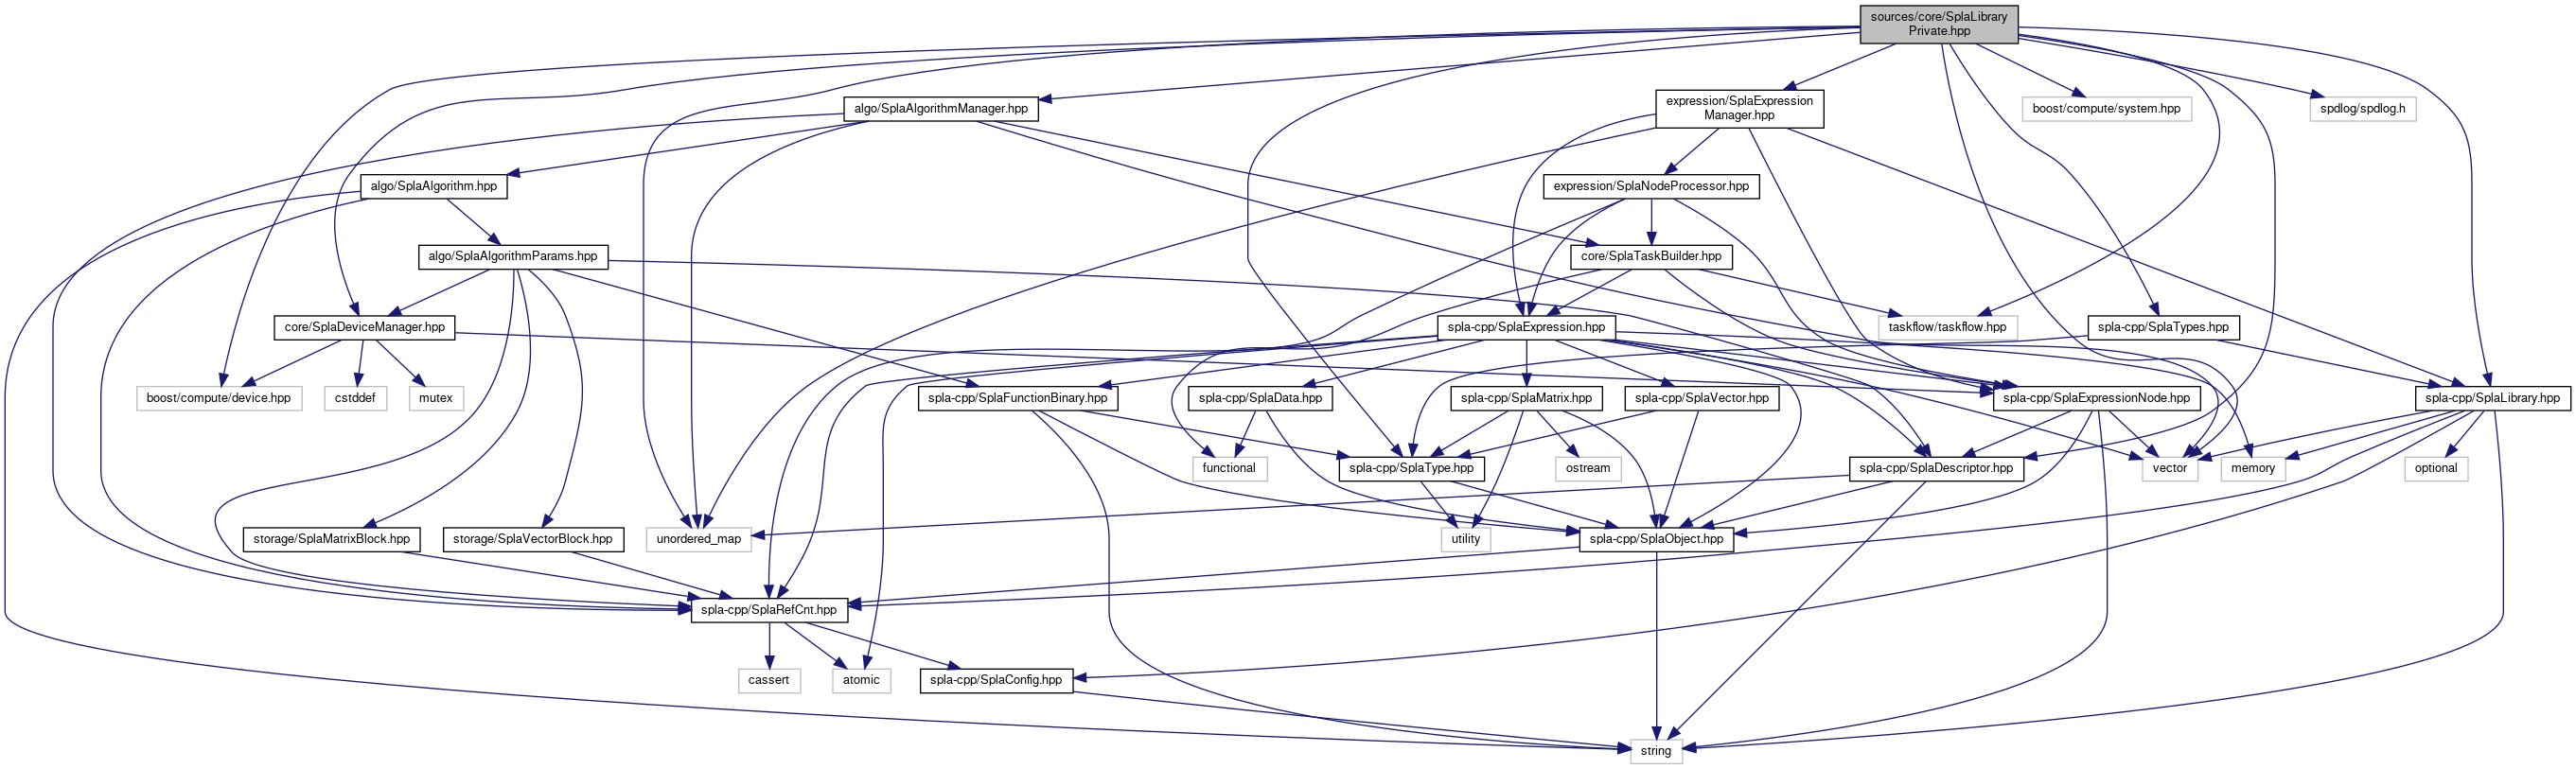 sources/core/SplaLibrary
Private.hpp
algo/SplaAlgorithmManager.hpp
expression/SplaExpression
Manager.hpp
boost/compute/system.hpp
spdlog/spdlog.h
algo/SplaAlgorithm.hpp
expression/SplaNodeProcessor.hpp
algo/SplaAlgorithmParams.hpp
core/SplaTaskBuilder.hpp
core/SplaDeviceManager.hpp
spla-cpp/SplaExpression.hpp
taskflow/taskflow.hpp
spla-cpp/SplaTypes.hpp
boost/compute/device.hpp
cstddef
mutex
spla-cpp/SplaFunctionBinary.hpp
spla-cpp/SplaData.hpp
spla-cpp/SplaMatrix.hpp
spla-cpp/SplaVector.hpp
spla-cpp/SplaExpressionNode.hpp
spla-cpp/SplaLibrary.hpp
functional
spla-cpp/SplaType.hpp
ostream
spla-cpp/SplaDescriptor.hpp
vector
memory
optional
storage/SplaMatrixBlock.hpp
storage/SplaVectorBlock.hpp
unordered_map
utility
spla-cpp/SplaObject.hpp
spla-cpp/SplaRefCnt.hpp
cassert
atomic
spla-cpp/SplaConfig.hpp
string